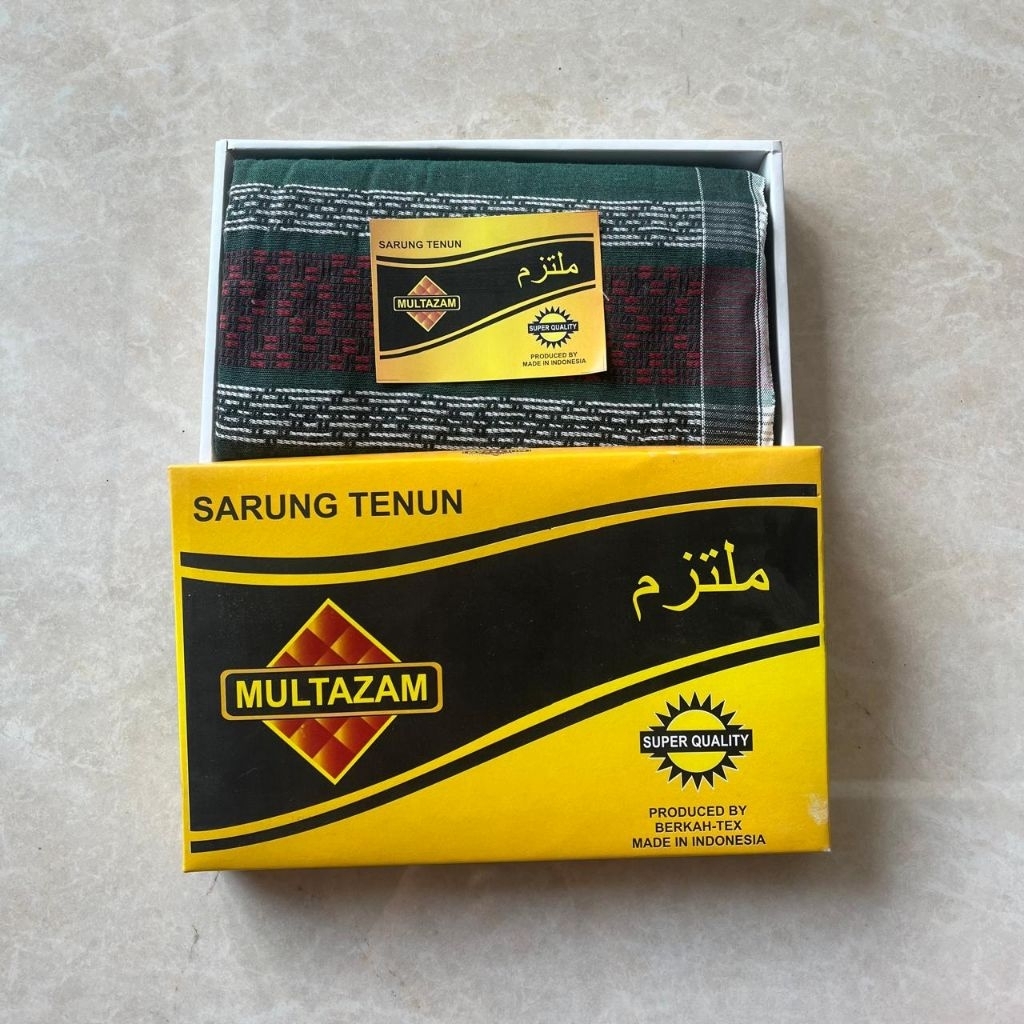 SARUNG TENUN
ملتزم
MULTAZAM
SUPER QUALITY
PRODUCED BY
MADE IN INDONESIA
SARUNG TENUN
ملتزم
MULTAZAM
SUPER QUALITY
PRODUCED BY
BERKAH-TEX
MADE IN INDONESIA